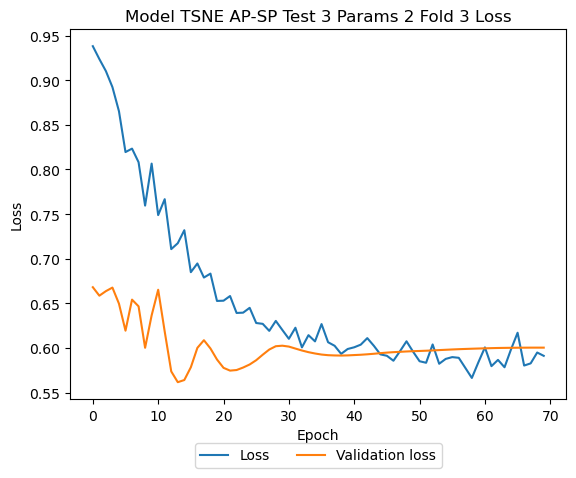 Model TSNE AP-SP Test 3 Params 2 Fold 3 Loss
0.95
0.90
0.85
0.80
0.75
0.70
0.65
0.60
0.55
Loss
0 10 20 30 40 50 60 70
Epoch
Loss Validation loss